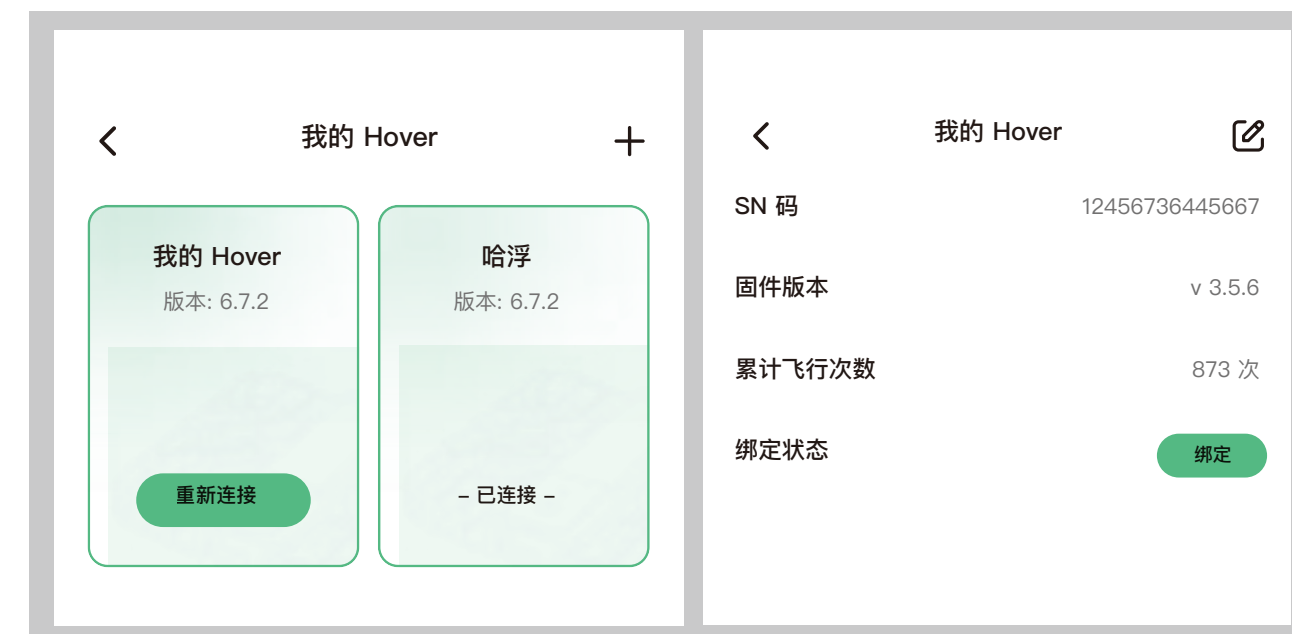 我的 Hover
我的 Hover
版本: 6.7.2
重新连接
哈浮
版本: 6.7.2
– 已连接 –
我的 Hover
SN 码 12456736445667
固件版本 v 3.5.6
累计飞行次数 873 次
绑定状态 绑定